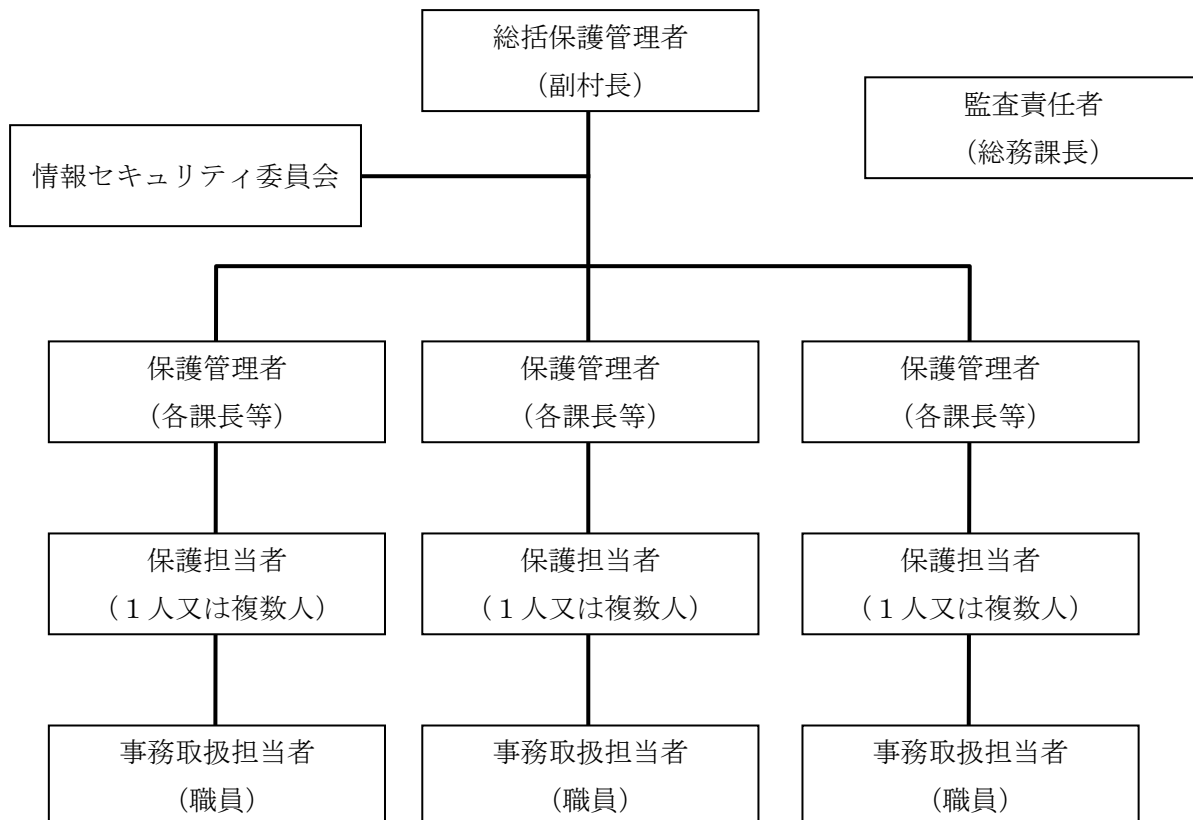 総括保護管理者
（副村長）
監査責任者
（総務課長）
情報セキュリティ委員会
保護管理者
（各課長等）
保護管理者
（各課長等）
保護管理者
（各課長等）
保護担当者
（１人又は複数人）
保護担当者
（１人又は複数人）
保護担当者
（１人又は複数人）
事務取扱担当者
（職員）
事務取扱担当者
（職員）
事務取扱担当者
（職員）